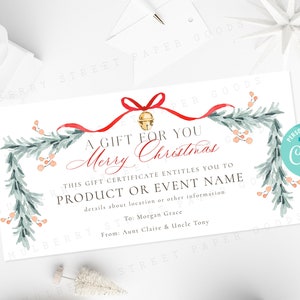 A GIFT FOR YOU
Merry Christmas
THIS GIFT CERTIFICATE ENTITLES YOU TO
PRODUCT OR EVENT NAME
details about location or other information
To: Morgan Grace
From: Aunt Claire & Uncle Tony